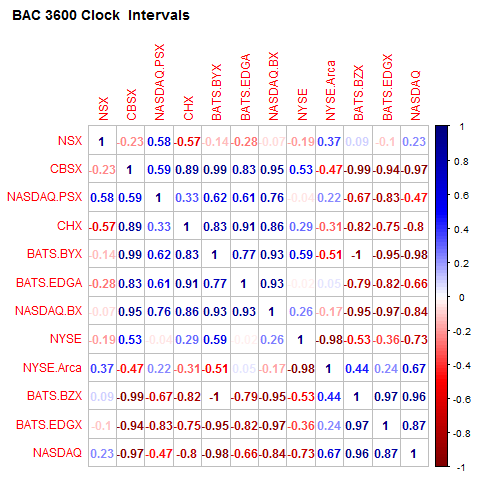 BAC 3600 Clock Intervals
NSX CBSX NASDAQ.PSX CHX BATS.BYX BATS.EDGA NASDAQ.BX NYSE NYSE.Arca BATS.BZX BATS.EDGX NASDAQ
NSX 1 -0.23 0.58 -0.57 -0.14 -0.28 -0.07 -0.19 0.37 0.09 -0.1 0.23
CBSX -0.23 1 0.59 0.89 0.99 0.83 0.95 0.53 -0.47 -0.99 -0.94 -0.97
NASDAQ.PSX 0.58 0.59 1 0.33 0.62 0.61 0.76 -0.04 0.22 -0.67 -0.83 -0.47
CHX -0.57 0.89 0.33 1 0.83 0.91 0.86 0.29 -0.31 -0.82 -0.75 -0.8
BATS.BYX -0.14 0.99 0.62 0.83 1 0.77 0.93 0.59 -0.51 -1 -0.95 -0.98
BATS.EDGA -0.28 0.83 0.61 0.91 0.77 1 0.93 -0.02 0.05 -0.79 -0.82 -0.66
NASDAQ.BX -0.07 0.95 0.76 0.86 0.93 0.93 1 0.26 -0.17 -0.95 -0.97 -0.84
NYSE -0.19 0.53 -0.04 0.29 0.59 -0.02 0.26 1 -0.98 -0.53 -0.36 -0.73
NYSE.Arca 0.37 -0.47 0.22 -0.31 -0.51 0.05 -0.17 -0.98 1 0.44 0.24 0.67
BATS.BZX 0.09 -0.99 -0.67 -0.82 -1 -0.79 -0.95 -0.53 0.44 1 0.97 0.96
BATS.EDGX -0.1 -0.94 -0.83 -0.75 -0.95 -0.82 -0.97 -0.36 0.24 0.97 1 0.87
NASDAQ 0.23 -0.97 -0.47 -0.8 -0.98 -0.66 -0.84 -0.73 0.67 0.96 0.87 1
1
0.8
0.6
0.4
0.2
0
-0.2
-0.4
-0.6
-0.8
-1